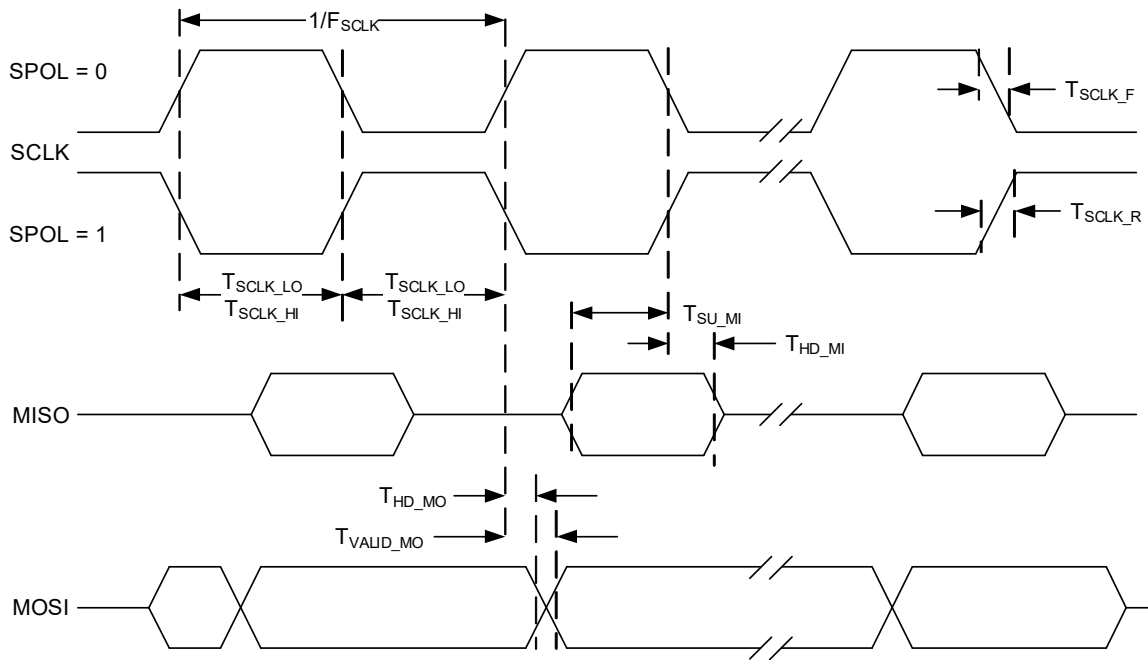 1/FSCLK
SPOL = 0
TSCLK_F
SCLK
TSCLK_R
SPOL = 1
TSCLK_LO
TSCLK_HI
TSCLK_LO
TSCLK_HI
TSU_MI
THD_MI
MISO
THD_MO
TVALID_MO
MOSI